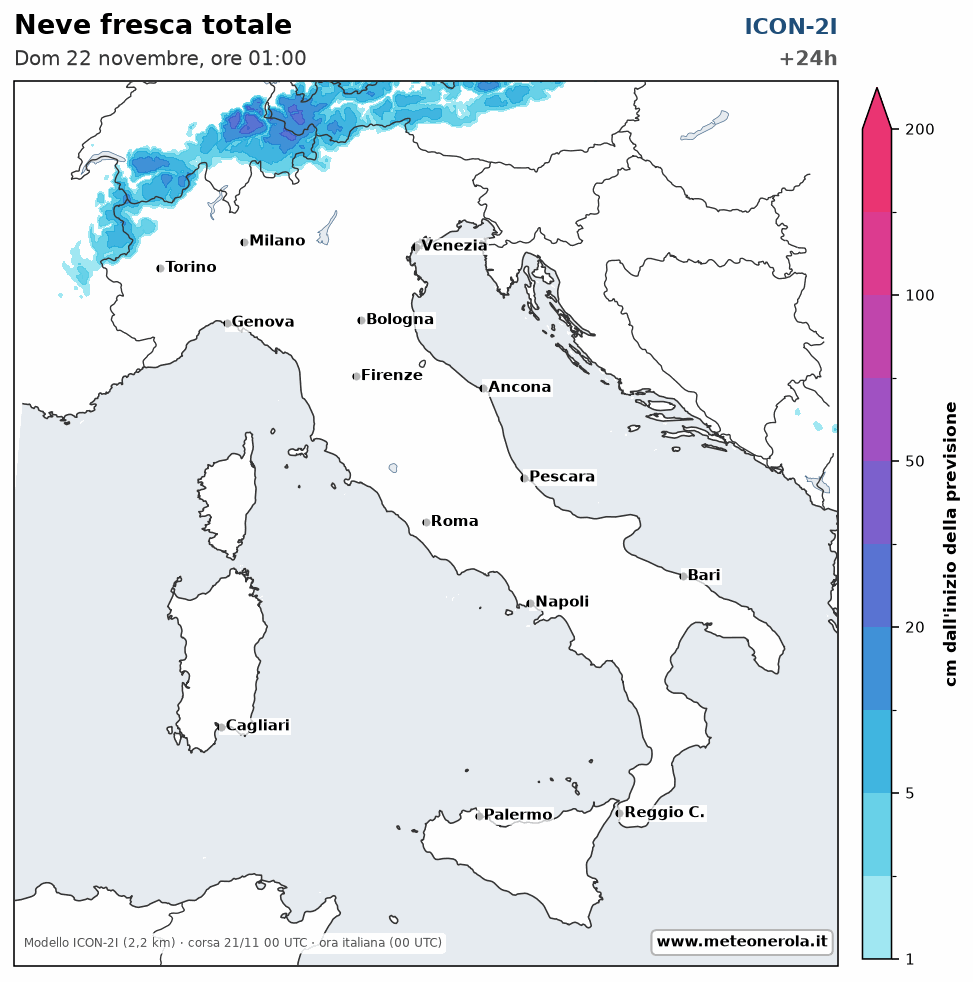 Neve fresca totale
ICON-2I
Dom 22 novembre, ore 01:00
+24h
200
100
50
20
5
1
cm dall'inizio della previsione
Milano
Venezia
Torino
Genova
Bologna
Firenze
Ancona
Pescara
Roma
Bari
Napoli
Cagliari
Palermo
Reggio C.
Modello ICON-2I (2,2 km) · corsa 21/11 00 UTC · ora italiana (00 UTC)
www.meteonerola.it